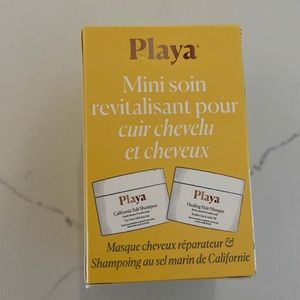 Playa
Mini soin
revitalisant pour
cuir chevelu
et cheveux
Playa
California Salt Shampoo
Playa
Healing Hair Masque
Masque cheveux réparateur &
Shampoing au sel marin de Californie